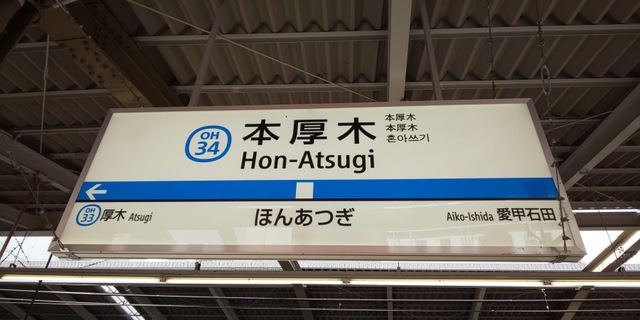 OH
34
本厚木
Hon-Atsugi
本厚木
本厚木
혼아쓰기
OH
33
厚木 Atsugi
ほんあつぎ
Aiko-Ishida 愛甲石田